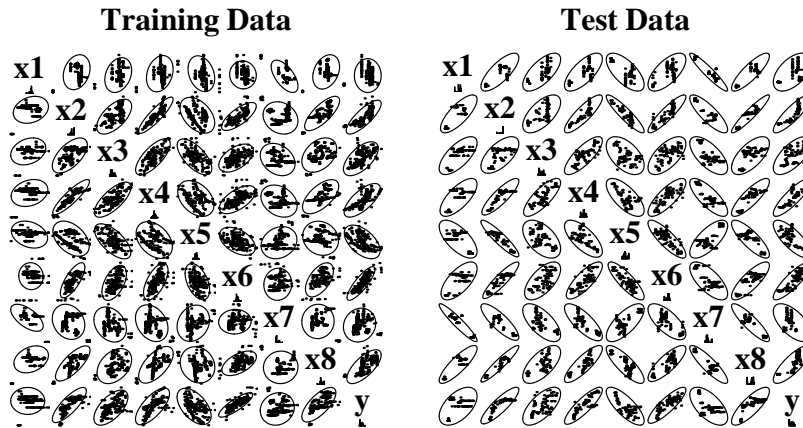 Training Data
Test Data
x1
x2
x3
x4
x5
x6
x7
x8
y
x1
x2
x3
x4
x5
x6
x7
x8
y